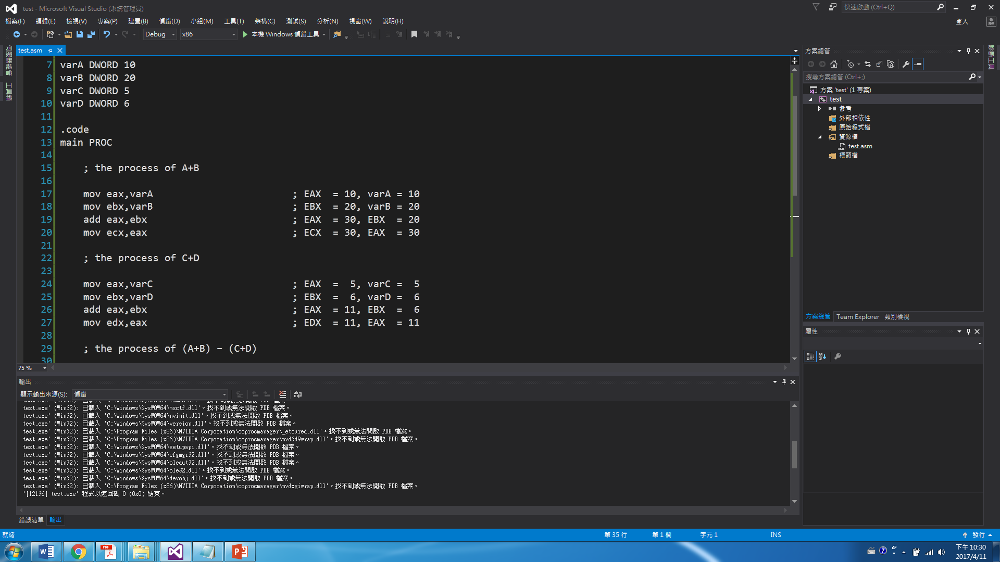 test - Microsoft Visual Studio (系統管理員)
快速啟動 (Ctrl+Q)
檔案(F) 編輯(E) 檢視(V) 專案(P) 建置(B) 偵錯(D) 小組(M) 工具(T) 架構(C) 測試(S) 分析(N) 視窗(W) 說明(H)
登入
Debug x86 本機 Windows 偵錯工具
伺服器總管
工具箱
test.asm
7 varA DWORD 10
8 varB DWORD 20
9 varC DWORD 5
10 varD DWORD 6
11
12 .code
13 main PROC
14
15 ; the process of A+B
16
17 mov eax,varA ; EAX = 10, varA = 10
18 mov ebx,varB ; EBX = 20, varB = 20
19 add eax,ebx ; EAX = 30, EBX = 20
20 mov ecx,eax ; ECX = 30, EAX = 30
21
22 ; the process of C+D
23
24 mov eax,varC ; EAX = 5, varC = 5
25 mov ebx,varD ; EBX = 6, varD = 6
26 add eax,ebx ; EAX = 11, EBX = 6
27 mov edx,eax ; EDX = 11, EAX = 11
28
29 ; the process of (A+B) - (C+D)
30
75 %
輸出
顯示輸出來源(S): 偵錯
test.exe' (Win32): 已載入 'C:\Windows\SysWOW64\msctf.dll'。找不到或無法開啟 PDB 檔案。
test.exe' (Win32): 已載入 'C:\Windows\SysWOW64\nvinit.dll'。找不到或無法開啟 PDB 檔案。
test.exe' (Win32): 已載入 'C:\Windows\SysWOW64\version.dll'。找不到或無法開啟 PDB 檔案。
test.exe' (Win32): 已載入 'C:\Program Files (x86)\NVIDIA Corporation\coprocmanager\_etoured.dll'。找不到或無法開啟 PDB 檔案。
test.exe' (Win32): 已載入 'C:\Program Files (x86)\NVIDIA Corporation\coprocmanager\nvd3d9wrap.dll'。找不到或無法開啟 PDB 檔案。
test.exe' (Win32): 已載入 'C:\Windows\SysWOW64\setupapi.dll'。找不到或無法開啟 PDB 檔案。
test.exe' (Win32): 已載入 'C:\Windows\SysWOW64\cfgmgr32.dll'。找不到或無法開啟 PDB 檔案。
test.exe' (Win32): 已載入 'C:\Windows\SysWOW64\oleaut32.dll'。找不到或無法開啟 PDB 檔案。
test.exe' (Win32): 已載入 'C:\Windows\SysWOW64\ole32.dll'。找不到或無法開啟 PDB 檔案。
test.exe' (Win32): 已載入 'C:\Windows\SysWOW64\devobj.dll'。找不到或無法開啟 PDB 檔案。
test.exe' (Win32): 已載入 'C:\Program Files (x86)\NVIDIA Corporation\coprocmanager\nvdxgiwrap.dll'。找不到或無法開啟 PDB 檔案。
'[12136] test.exe' 程式以返回碼 0 (0x0) 結束。
錯誤清單 輸出
方案總管
搜尋方案總管 (Ctrl+;)
方案 'test' (1 專案)
test
參考
外部相依性
原始程式檔
資源檔
test.asm
標頭檔
方案總管 Team Explorer 類別檢視
屬性
診斷工具
就緒 第 35 行 第 1 欄 字元 1 INS 發行
下午 10:30
2017/4/11